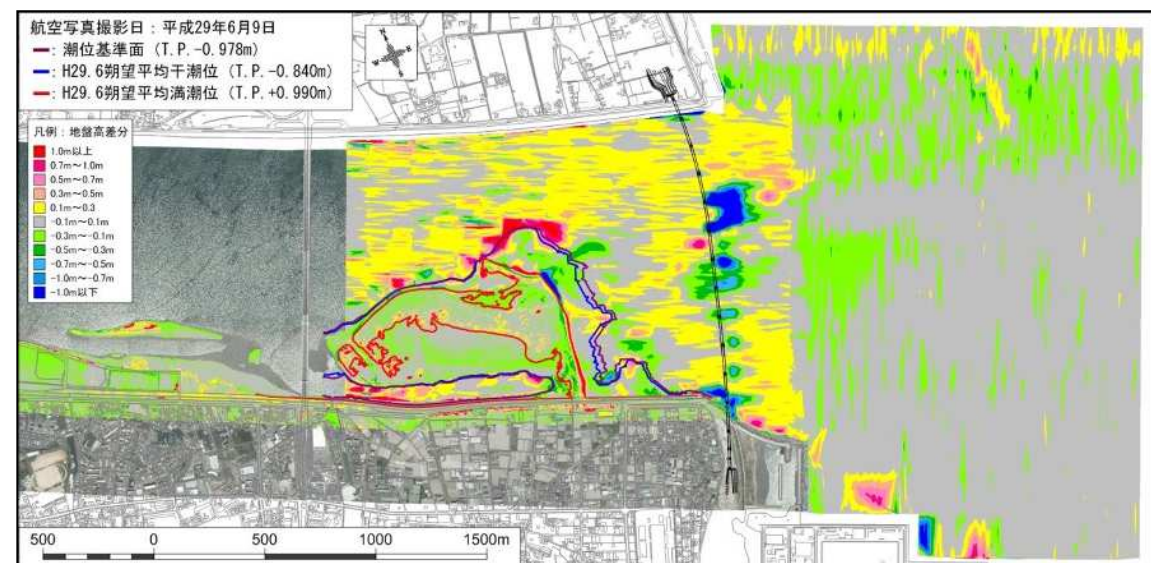 航空写真撮影日：平成29年6月9日
━：潮位基準面（T.P.-0.978m）
━：H29.6朔望平均干潮位（T.P.-0.840m）
━：H29.6朔望平均満潮位（T.P.+0.990m）
凡例：地盤高差分
1.0m以上
0.7m～1.0m
0.5m～0.7m
0.3m～0.5m
0.1m～0.3
-0.1m～0.1m
-0.3m～-0.1m
-0.5m～-0.3m
-0.7m～-0.5m
-1.0m～-0.7m
-1.0m以下
500 0 500 1000 1500m